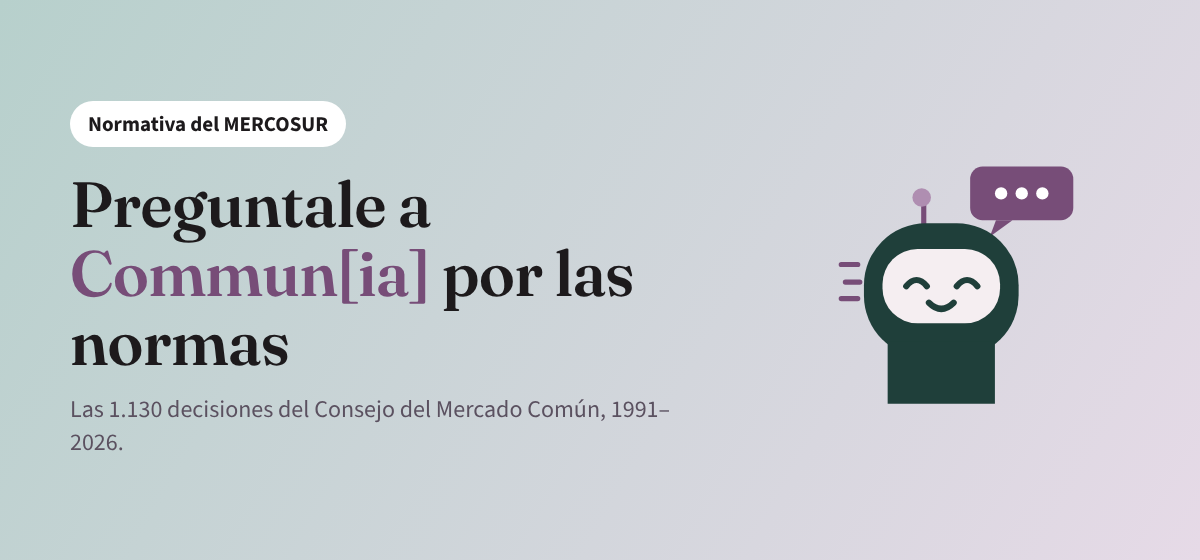 Normativa del MERCOSUR
Preguntale a
Commun[ia] por las
normas
Las 1.130 decisiones del Consejo del Mercado Común, 1991–
2026.